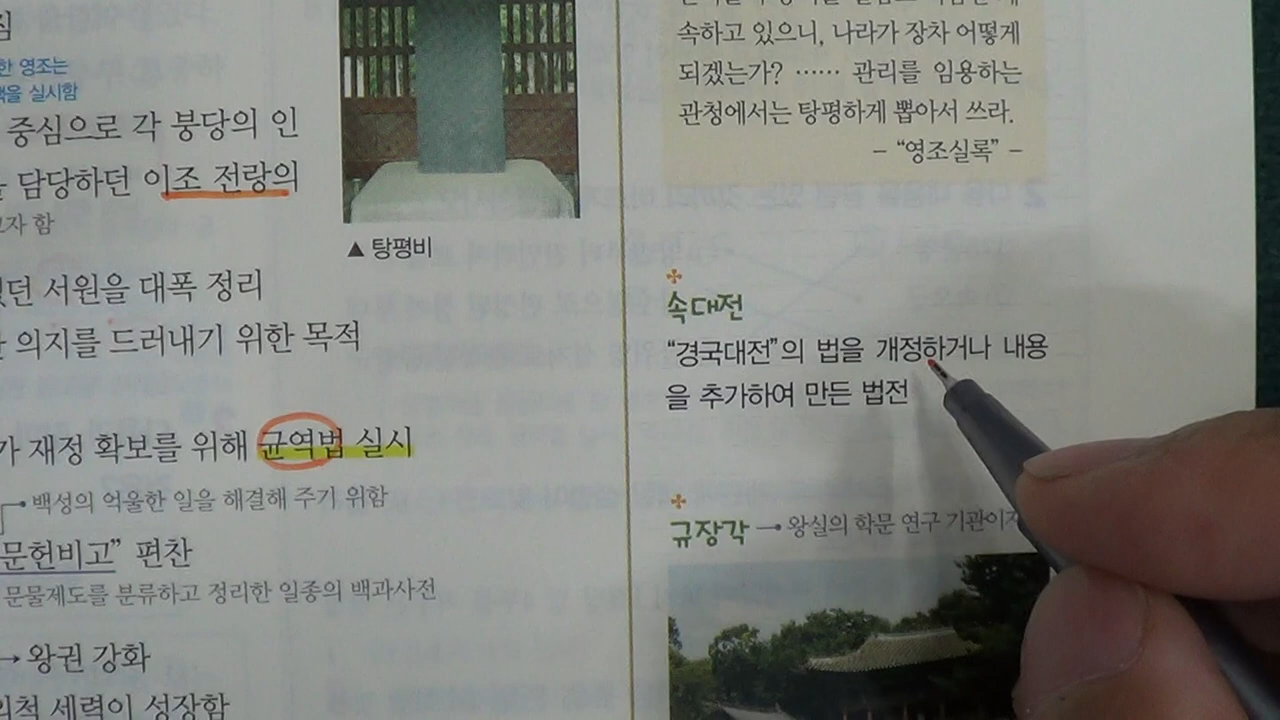 한 영조는
실시함
중심으로 각 붕당의 인
담당하던 이조 전랑의
자 함
던 서원을 대폭 정리
의지를 드러내기 위한 목적
가 재정 확보를 위해 균역법 실시
백성의 억울한 일을 해결해 주기 위함
문헌비고” 편찬
문물제도를 분류하고 정리한 일종의 백과사전
→ 왕권 강화
세력이 성장함
▲ 탕평비
속하고 있으니, 나라가 장차 어떻게
되겠는가? …… 관리를 임용하는
관청에서는 탕평하게 뽑아서 쓰라.
– “영조실록” –
속대전
“경국대전”의 법을 개정하거나 내용
을 추가하여 만든 법전
규장각 → 왕실의 학문 연구 기관이